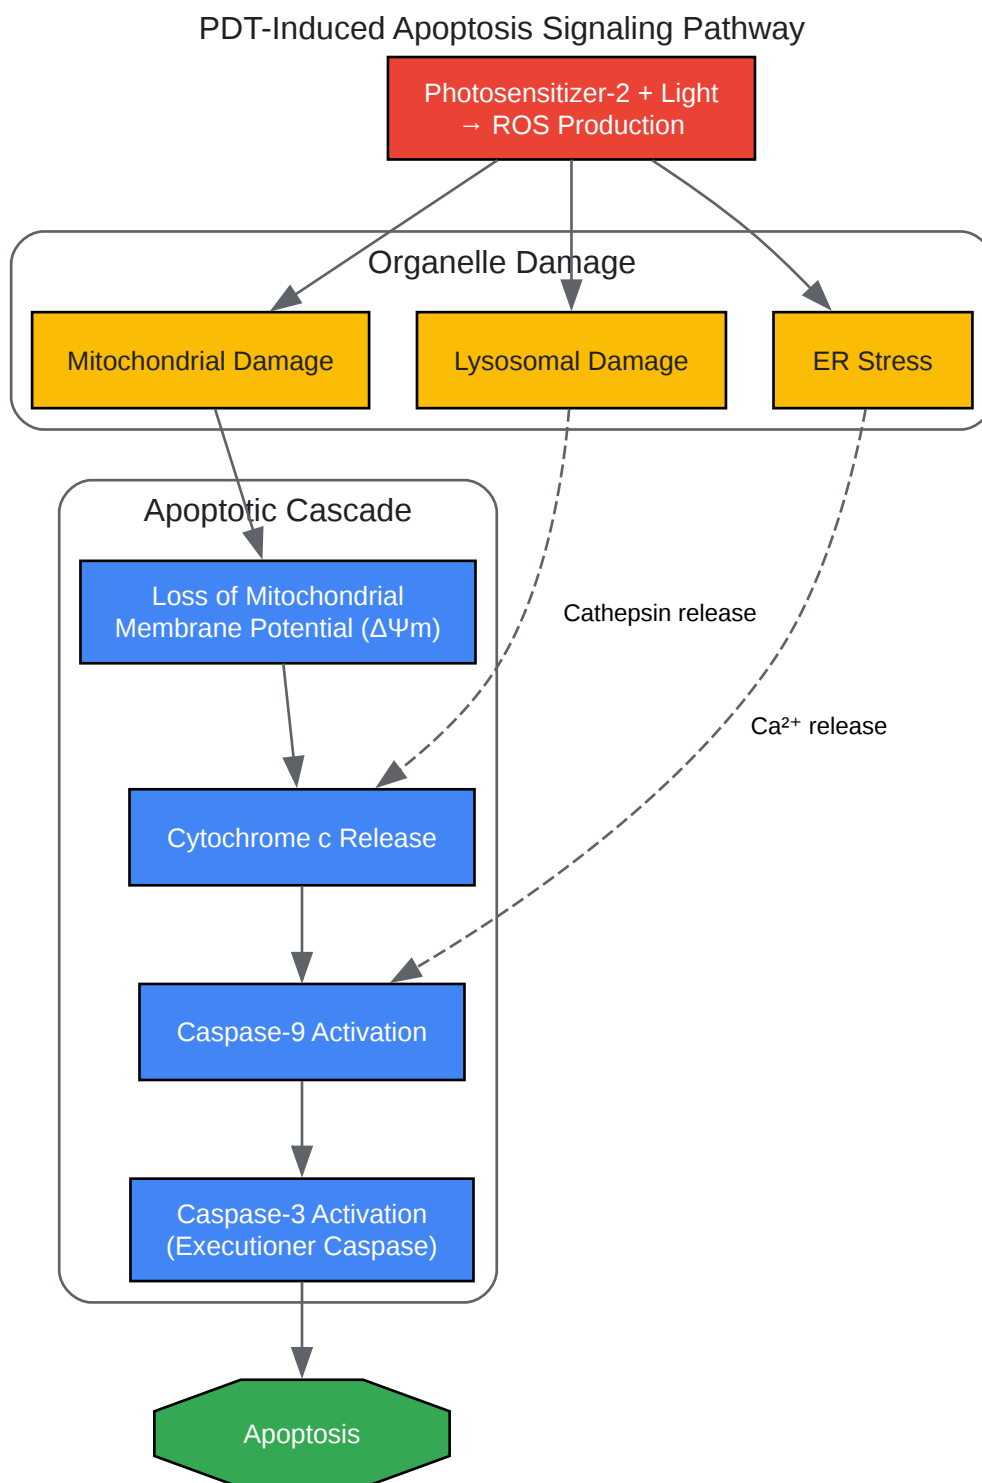 PDT-Induced Apoptosis Signaling Pathway
Photosensitizer-2 + Light
→ ROS Production
Organelle Damage
Mitochondrial Damage
Lysosomal Damage
ER Stress
Apoptotic Cascade
Loss of Mitochondrial
Membrane Potential (ΔΨm)
Cathepsin release
Ca²⁺ release
Cytochrome c Release
Caspase-9 Activation
Caspase-3 Activation
(Executioner Caspase)
Apoptosis